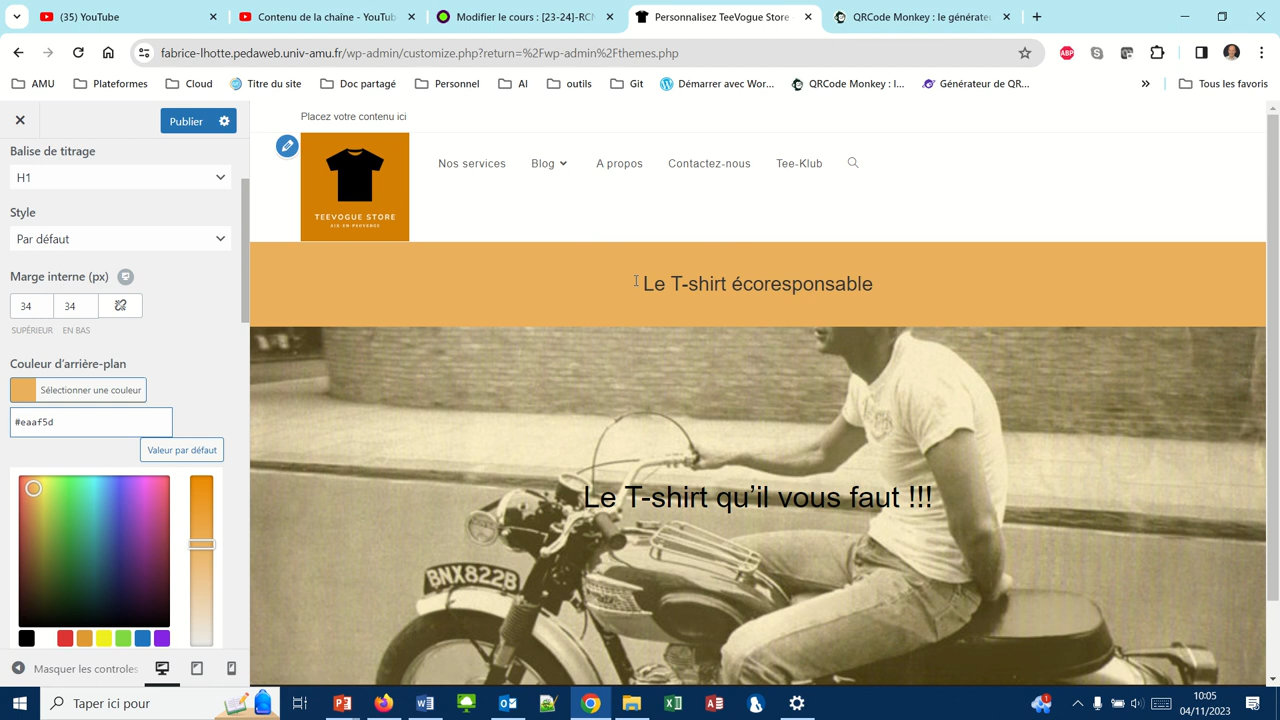 (35) YouTube
Contenu de la chaîne - YouTub
Modifier le cours : [23-24]-RCh
Personnalisez TeeVogue Store -
QRCode Monkey : le générateu
fabrice-lhotte.pedaweb.univ-amu.fr/wp-admin/customize.php?return=%2Fwp-admin%2Fthemes.php
AMU
Plateformes
Cloud
Titre du site
Doc partagé
Personnel
AI
outils
Git
Démarrer avec Wor...
QRCode Monkey : l...
Générateur de QR...
»
Tous les favoris
Publier
Placez votre contenu ici
Balise de titrage
H1
Style
Par défaut
Marge interne (px)
34
34
SUPÉRIEUR
EN BAS
Couleur d'arrière-plan
Sélectionner une couleur
#eaaf5d
Valeur par défaut
Masquer les controles
TEEVOGUE STORE
AIX EN PROVENCE
Nos services
Blog
A propos
Contactez-nous
Tee-Klub
Le T-shirt écoresponsable
Le T-shirt qu'il vous faut !!!
BNX822B
Taper ici pour
10:05
04/11/2023